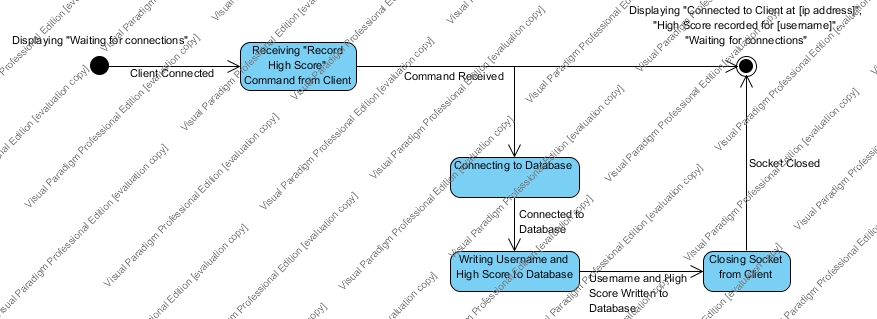 Displaying "Connected to Client at [ip address]",
"High Score recorded for [username]",
"Waiting for connections"
Displaying "Waiting for connections"
Client Connected
Receiving "Record
High Score"
Command from Client
Command Received
Connecting to Database
Socket Closed
Connected to
Database
Writing Username and
High Score to Database
Username and High
Score Written to
Database
Closing Socket
from Client
Visual Paradigm Professional Edition [evaluation copy]